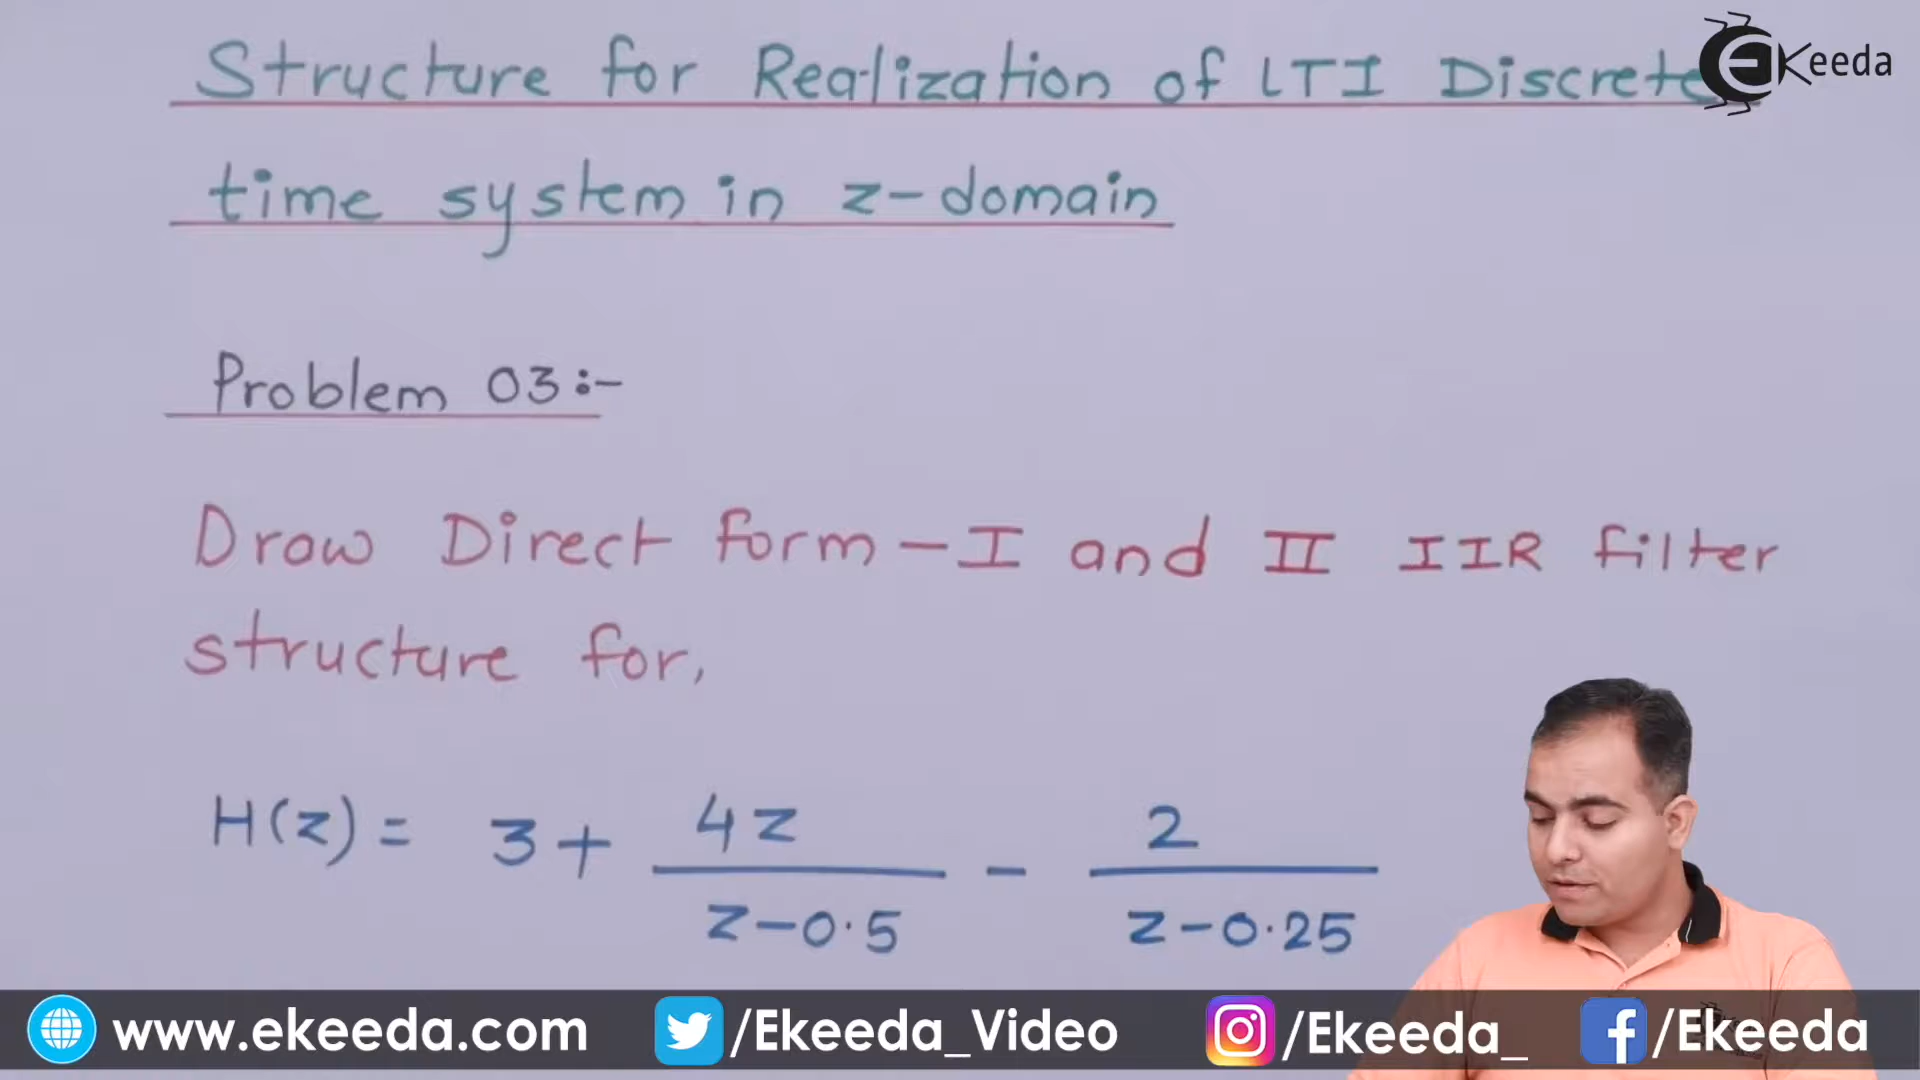 Structure for Realization of LTI Discrete
EKeeda
time system in z-domain
Problem 03:-
Draw Direct form - I and II IIR filter
structure for,
H(z) = 3 + 4z / z-0.5 - 2 / z-0.25
www.ekeeda.com /Ekeeda_Video /Ekeeda_ /Ekeeda